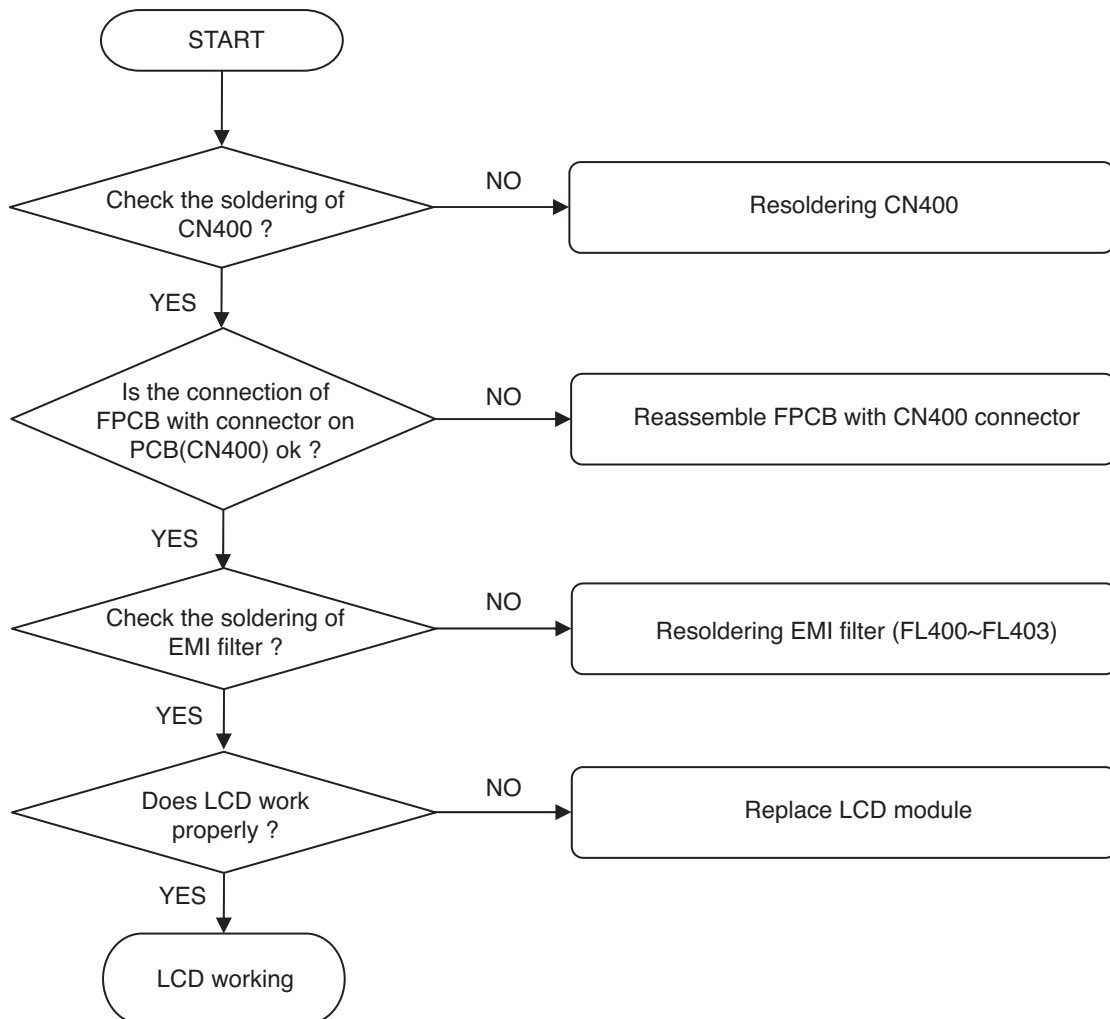 START
Check the soldering of
CN400 ?
NO
Resoldering CN400
YES
Is the connection of
FPCB with connector on
PCB(CN400) ok ?
NO
Reassemble FPCB with CN400 connector
YES
Check the soldering of
EMI filter ?
NO
Resoldering EMI filter (FL400~FL403)
YES
Does LCD work
properly ?
NO
Replace LCD module
YES
LCD working